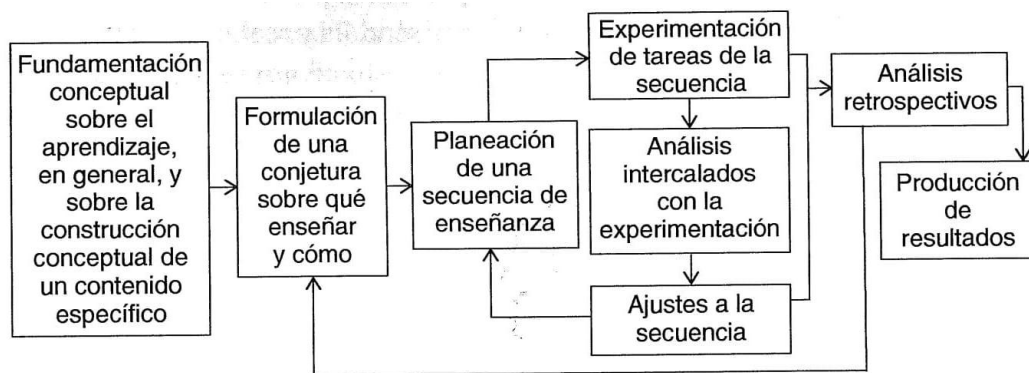 Fundamentación
conceptual
sobre el
aprendizaje,
en general, y
sobre la
construcción
conceptual de
un contenido
específico
Formulación
de una
conjetura
sobre qué
enseñar
y cómo
Planeación
de una
secuencia de
enseñanza
Experimentación
de tareas de la
secuencia
Análisis
intercalados
con la
experimentación
Ajustes a la
secuencia
Análisis
retrospectivos
Producción
de
resultados